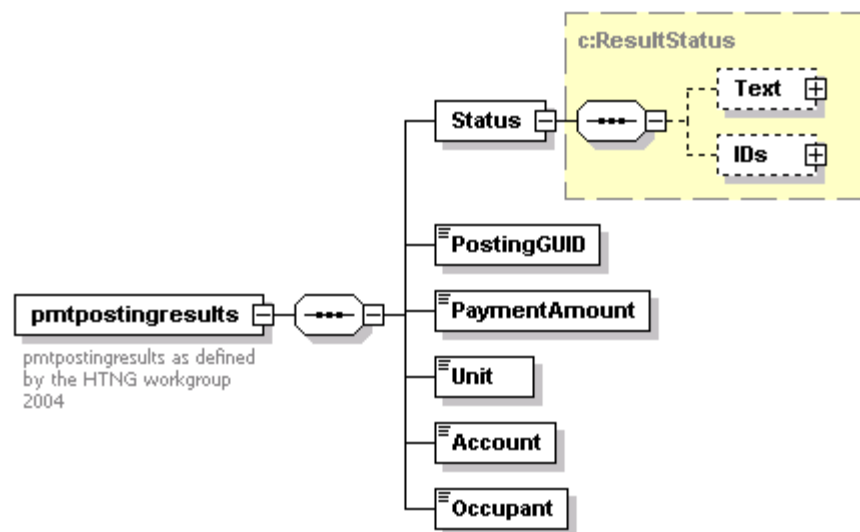 c:ResultStatus
Text
Status
IDs
PostingGUID
PaymentAmount
pmtpostingresults
pmtpostingresults as defined
by the HTNG workgroup
2004
Unit
Account
Occupant